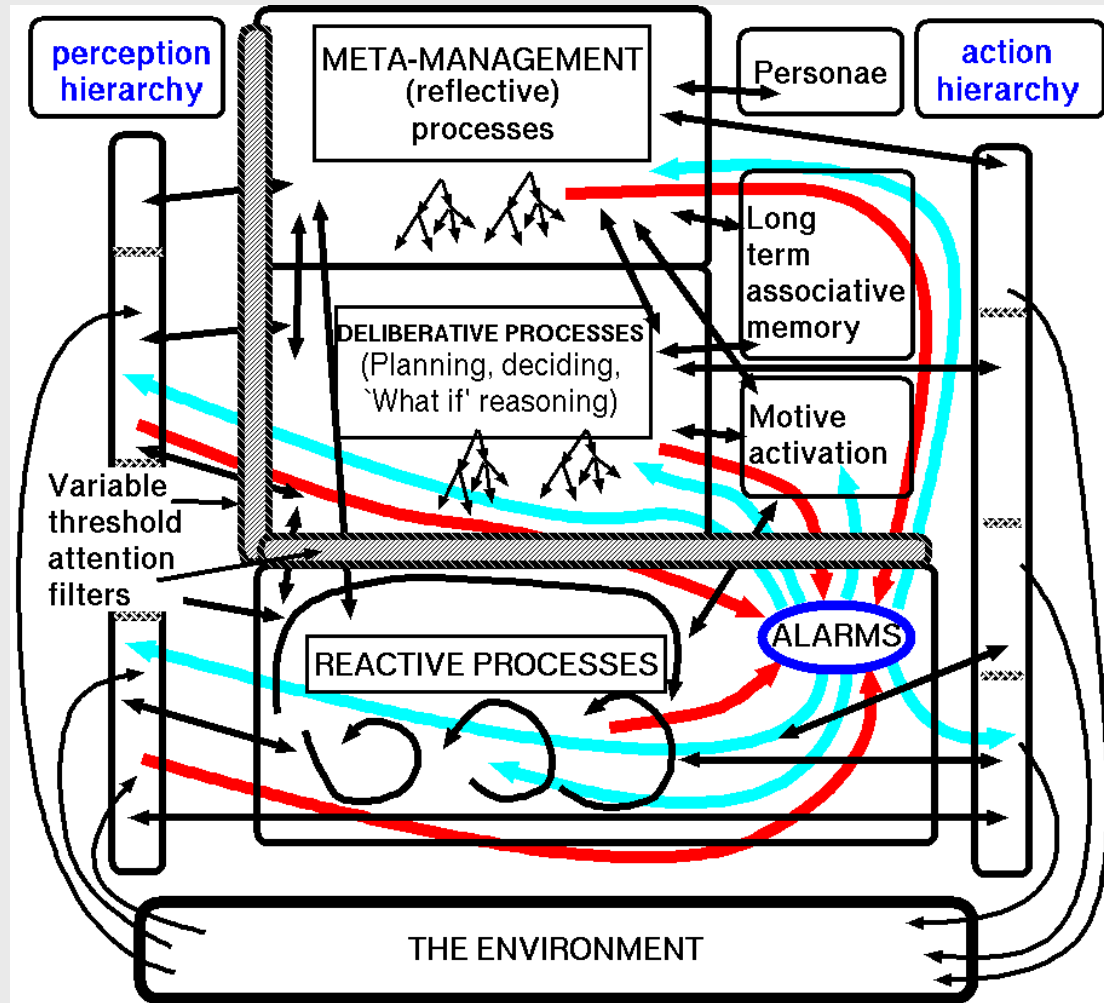 perception
hierarchy
META-MANAGEMENT
(reflective)
processes
Personae
action
hierarchy
Long
term
associative
memory
DELIBERATIVE PROCESSES
(Planning, deciding,
`What if' reasoning)
Motive
activation
Variable
threshold
attention
filters
REACTIVE PROCESSES
ALARMS
THE ENVIRONMENT